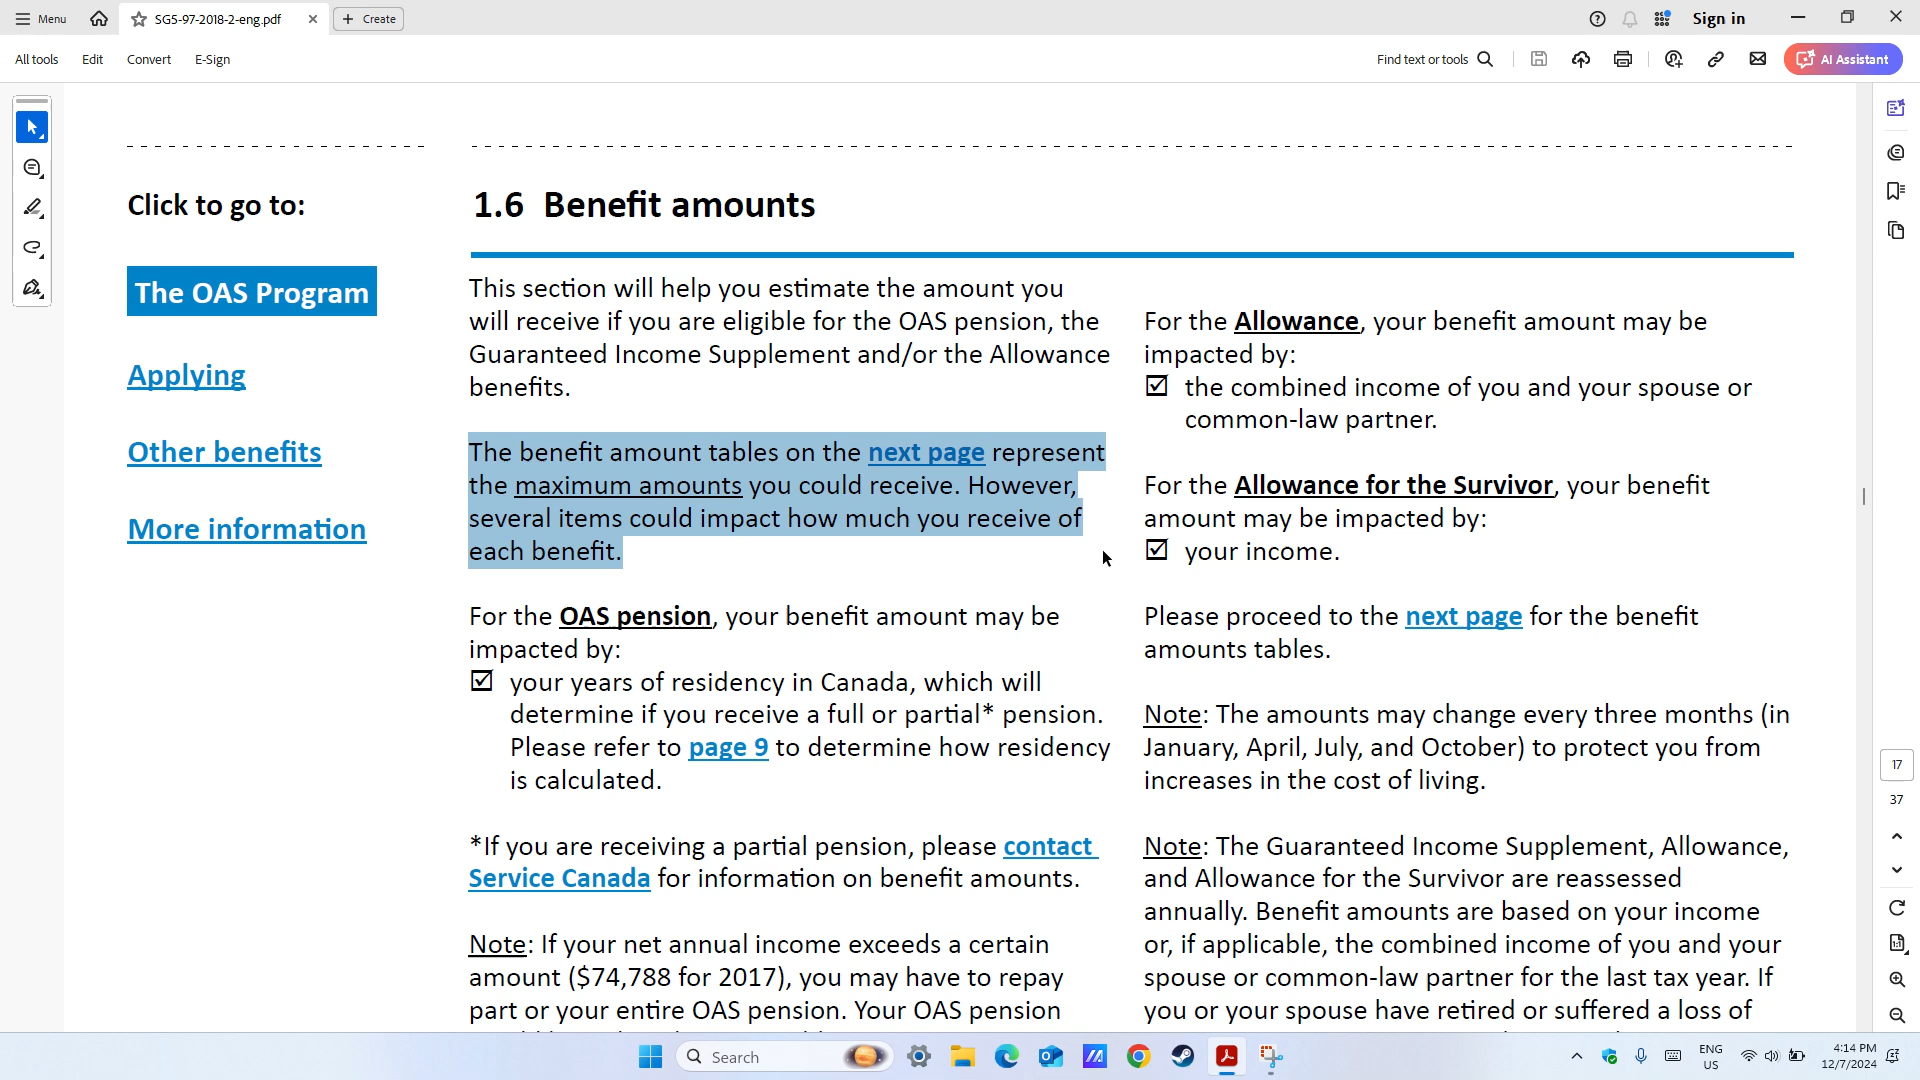 Menu
SG5-97-2018-2-eng.pdf
Create
Sign in
All tools
Edit
Convert
E-Sign
Find text or tools
AI Assistant
Click to go to:
The OAS Program
Applying
Other benefits
More information
1.6 Benefit amounts
This section will help you estimate the amount you
will receive if you are eligible for the OAS pension, the
Guaranteed Income Supplement and/or the Allowance
benefits.
The benefit amount tables on the next page represent
the maximum amounts you could receive. However,
several items could impact how much you receive of
each benefit.
For the OAS pension, your benefit amount may be
impacted by:
your years of residency in Canada, which will
determine if you receive a full or partial* pension.
Please refer to page 9 to determine how residency
is calculated.
*If you are receiving a partial pension, please contact
Service Canada for information on benefit amounts.
Note: If your net annual income exceeds a certain
amount ($74,788 for 2017), you may have to repay
part or your entire OAS pension. Your OAS pension
For the Allowance, your benefit amount may be
impacted by:
the combined income of you and your spouse or
common-law partner.
For the Allowance for the Survivor, your benefit
amount may be impacted by:
your income.
Please proceed to the next page for the benefit
amounts tables.
Note: The amounts may change every three months (in
January, April, July, and October) to protect you from
increases in the cost of living.
Note: The Guaranteed Income Supplement, Allowance,
and Allowance for the Survivor are reassessed
annually. Benefit amounts are based on your income
or, if applicable, the combined income of you and your
spouse or common-law partner for the last tax year. If
you or your spouse have retired or suffered a loss of
17
37
Search
ENG
US
4:14 PM
12/7/2024